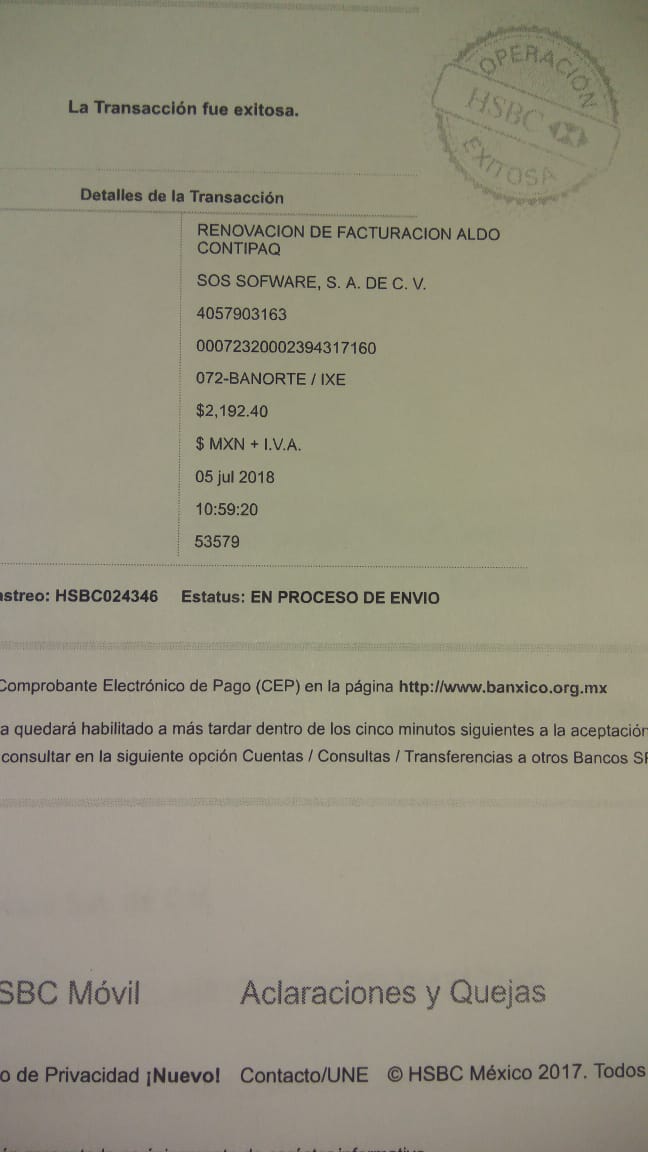 OPERACIÓN
HSBC
EXITOSA
La Transacción fue exitosa.
Detalles de la Transacción
RENOVACION DE FACTURACION ALDO
CONTIPAQ
SOS SOFWARE, S. A. DE C. V.
4057903163
00072320002394317160
072-BANORTE / IXE
$2,192.40
$ MXN + I.V.A.
05 jul 2018
10:59:20
53579
astreo: HSBC024346 Estatus: EN PROCESO DE ENVIO
Comprobante Electrónico de Pago (CEP) en la página http://www.banxico.org.mx
a quedará habilitado a más tardar dentro de los cinco minutos siguientes a la aceptación
consultar en la siguiente opción Cuentas / Consultas / Transferencias a otros Bancos SP
SBC Móvil Aclaraciones y Quejas
o de Privacidad ¡Nuevo! Contacto/UNE © HSBC México 2017. Todos